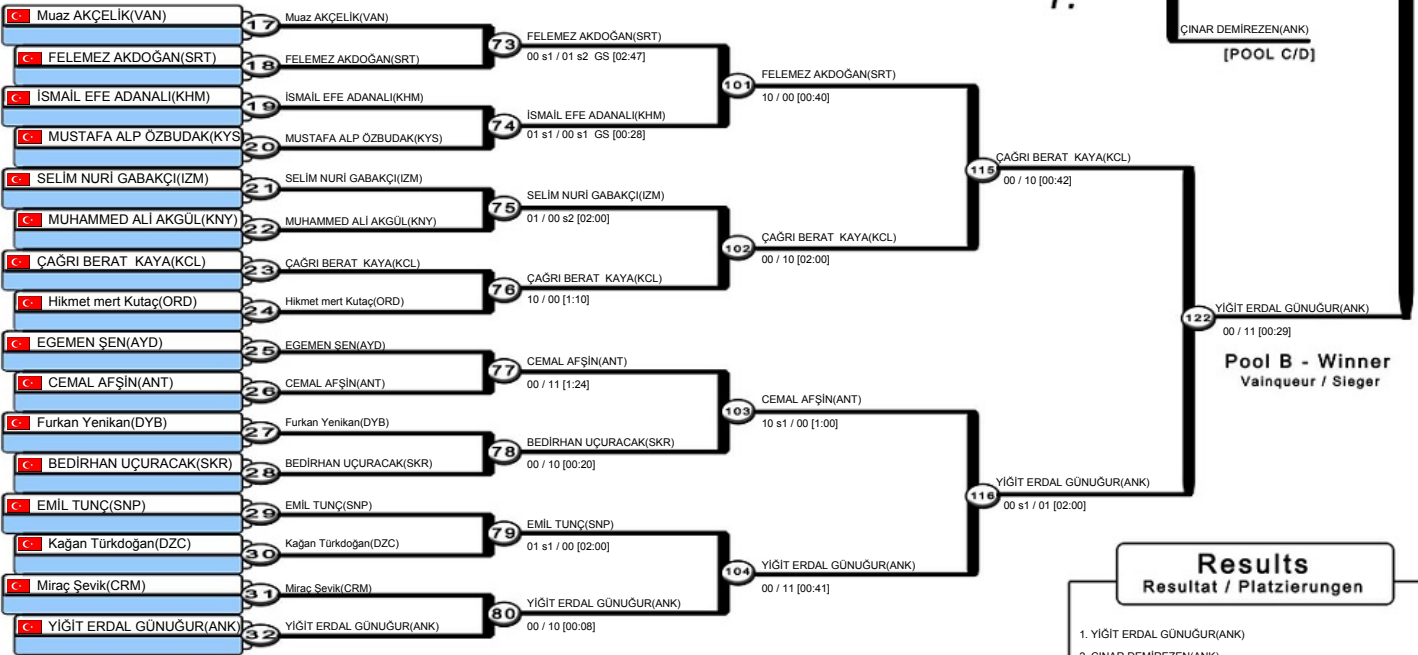 Muaz AKÇELİK(VAN)
FELEMEZ AKDOĞAN(SRT)
İSMAİL EFE ADANALI(KHM)
MUSTAFA ALP ÖZBUDAK(KYS
SELİM NURİ GABAKÇI(IZM)
MUHAMMED ALİ AKGÜL(KNY)
ÇAĞRI BERAT  KAYA(KCL)
Hikmet mert Kutaç(ORD)
EGEMEN ŞEN(AYD)
CEMAL AFŞİN(ANT)
Furkan Yenikan(DYB)
BEDİRHAN UÇURACAK(SKR)
EMİL TUNÇ(SNP)
Kağan Türkdoğan(DZC)
Miraç Şevik(CRM)
YİĞİT ERDAL GÜNUĞUR(ANK)
17 Muaz AKÇELİK(VAN)
18 FELEMEZ AKDOĞAN(SRT)
19 İSMAİL EFE ADANALI(KHM)
20 MUSTAFA ALP ÖZBUDAK(KYS)
21 SELİM NURİ GABAKÇI(IZM)
22 MUHAMMED ALİ AKGÜL(KNY)
23 ÇAĞRI BERAT  KAYA(KCL)
24 Hikmet mert Kutaç(ORD)
25 EGEMEN ŞEN(AYD)
26 CEMAL AFŞİN(ANT)
27 Furkan Yenikan(DYB)
28 BEDİRHAN UÇURACAK(SKR)
29 EMİL TUNÇ(SNP)
30 Kağan Türkdoğan(DZC)
31 Miraç Şevik(CRM)
32 YİĞİT ERDAL GÜNUĞUR(ANK)
73 FELEMEZ AKDOĞAN(SRT)
00 s1 / 01 s2  GS [02:47]
74 İSMAİL EFE ADANALI(KHM)
01 s1 / 00 s1  GS [00:28]
75 SELİM NURİ GABAKÇI(IZM)
01 / 00 s2 [02:00]
76 ÇAĞRI BERAT  KAYA(KCL)
10 / 00 [1:10]
77 CEMAL AFŞİN(ANT)
00 / 11 [1:24]
78 BEDİRHAN UÇURACAK(SKR)
00 / 10 [00:20]
79 EMİL TUNÇ(SNP)
01 s1 / 00 [02:00]
80 YİĞİT ERDAL GÜNUĞUR(ANK)
00 / 10 [00:08]
101 FELEMEZ AKDOĞAN(SRT)
10 / 00 [00:40]
102 ÇAĞRI BERAT  KAYA(KCL)
00 / 10 [02:00]
103 CEMAL AFŞİN(ANT)
10 s1 / 00 [1:00]
104 YİĞİT ERDAL GÜNUĞUR(ANK)
00 / 11 [00:41]
115 ÇAĞRI BERAT  KAYA(KCL)
00 / 10 [00:42]
116 YİĞİT ERDAL GÜNUĞUR(ANK)
00 s1 / 01 [02:00]
122 YİĞİT ERDAL GÜNUĞUR(ANK)
00 / 11 [00:29]
Pool B - Winner
Vainqueur / Sieger
ÇINAR DEMİREZEN(ANK)
[POOL C/D]
Results
Resultat / Platzierungen
1. YİĞİT ERDAL GÜNUĞUR(ANK)
2. ÇINAR DEMİREZEN(ANK)